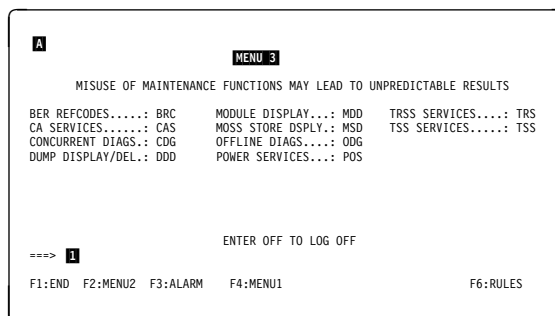 A
MENU 3
MISUSE OF MAINTENANCE FUNCTIONS MAY LEAD TO UNPREDICTABLE RESULTS
BER REFCODES.....: BRC MODULE DISPLAY...: MDD TRSS SERVICES....: TRS
CA SERVICES......: CAS MOSS STORE DSPLY.: MSD TSS SERVICES.....: TSS
CONCURRENT DIAGS.: CDG OFFLINE DIAGS....: ODG
DUMP DISPLAY/DEL.: DDD POWER SERVICES...: POS
ENTER OFF TO LOG OFF
===> 1
F1:END F2:MENU2 F3:ALARM F4:MENU1 F6:RULES